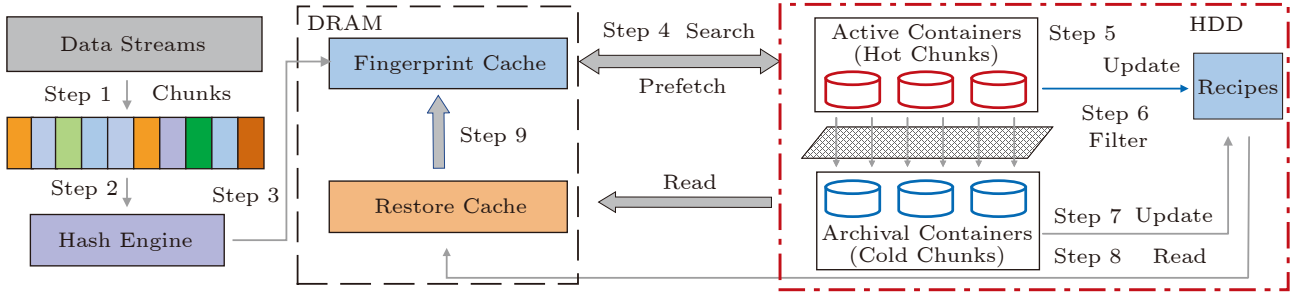 Data Streams
Step 1 Chunks
Step 2
Hash Engine
Step 3
DRAM
Fingerprint Cache
Step 9
Restore Cache
Step 4 Search
Prefetch
Read
HDD
Active Containers
(Hot Chunks)
Step 5
Update
Recipes
Step 6
Filter
Archival Containers
(Cold Chunks)
Step 7 Update
Step 8 Read